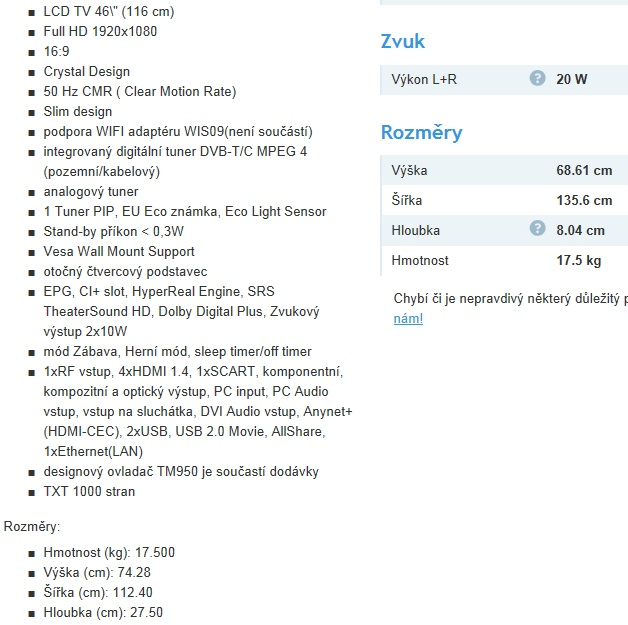 LCD TV 46\" (116 cm)
Full HD 1920x1080
16:9
Crystal Design
50 Hz CMR ( Clear Motion Rate)
Slim design
podpora WIFI adaptéru WIS09(není součástí)
integrovaný digitální tuner DVB-T/C MPEG 4
(pozemní/kabelový)
analogový tuner
1 Tuner PIP, EU Eco známka, Eco Light Sensor
Stand-by příkon < 0,3W
Vesa Wall Mount Support
otočný čtvercový podstavec
EPG, CI+ slot, HyperReal Engine, SRS
TheaterSound HD, Dolby Digital Plus, Zvukový
výstup 2x10W
mód Zábava, Herní mód, sleep timer/off timer
1xRF vstup, 4xHDMI 1.4, 1xSCART, komponentní,
kompozitní a optický výstup, PC input, PC Audio
vstup, vstup na sluchátka, DVI Audio vstup, Anynet+
(HDMI-CEC), 2xUSB, USB 2.0 Movie, AllShare,
1xEthernet(LAN)
designový ovladač TM950 je součastí dodávky
TXT 1000 stran
Rozměry:
Hmotnost (kg): 17.500
Výška (cm): 74.28
Šířka (cm): 112.40
Hloubka (cm): 27.50
Zvuk
Výkon L+R ? 20 W
Rozměry
Výška 68.61 cm
Šířka 135.6 cm
Hloubka ? 8.04 cm
Hmotnost 17.5 kg
Chybí či je nepravdivý některý důležitý
nám!